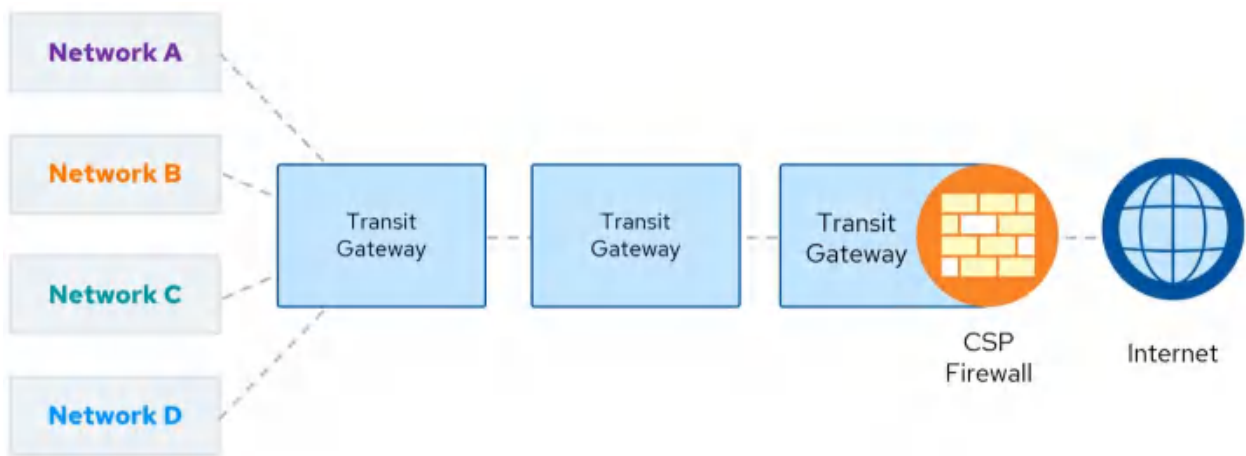 Network A
Network B
Network C
Network D
Transit
Gateway
Transit
Gateway
Transit
Gateway
CSP
Firewall
Internet